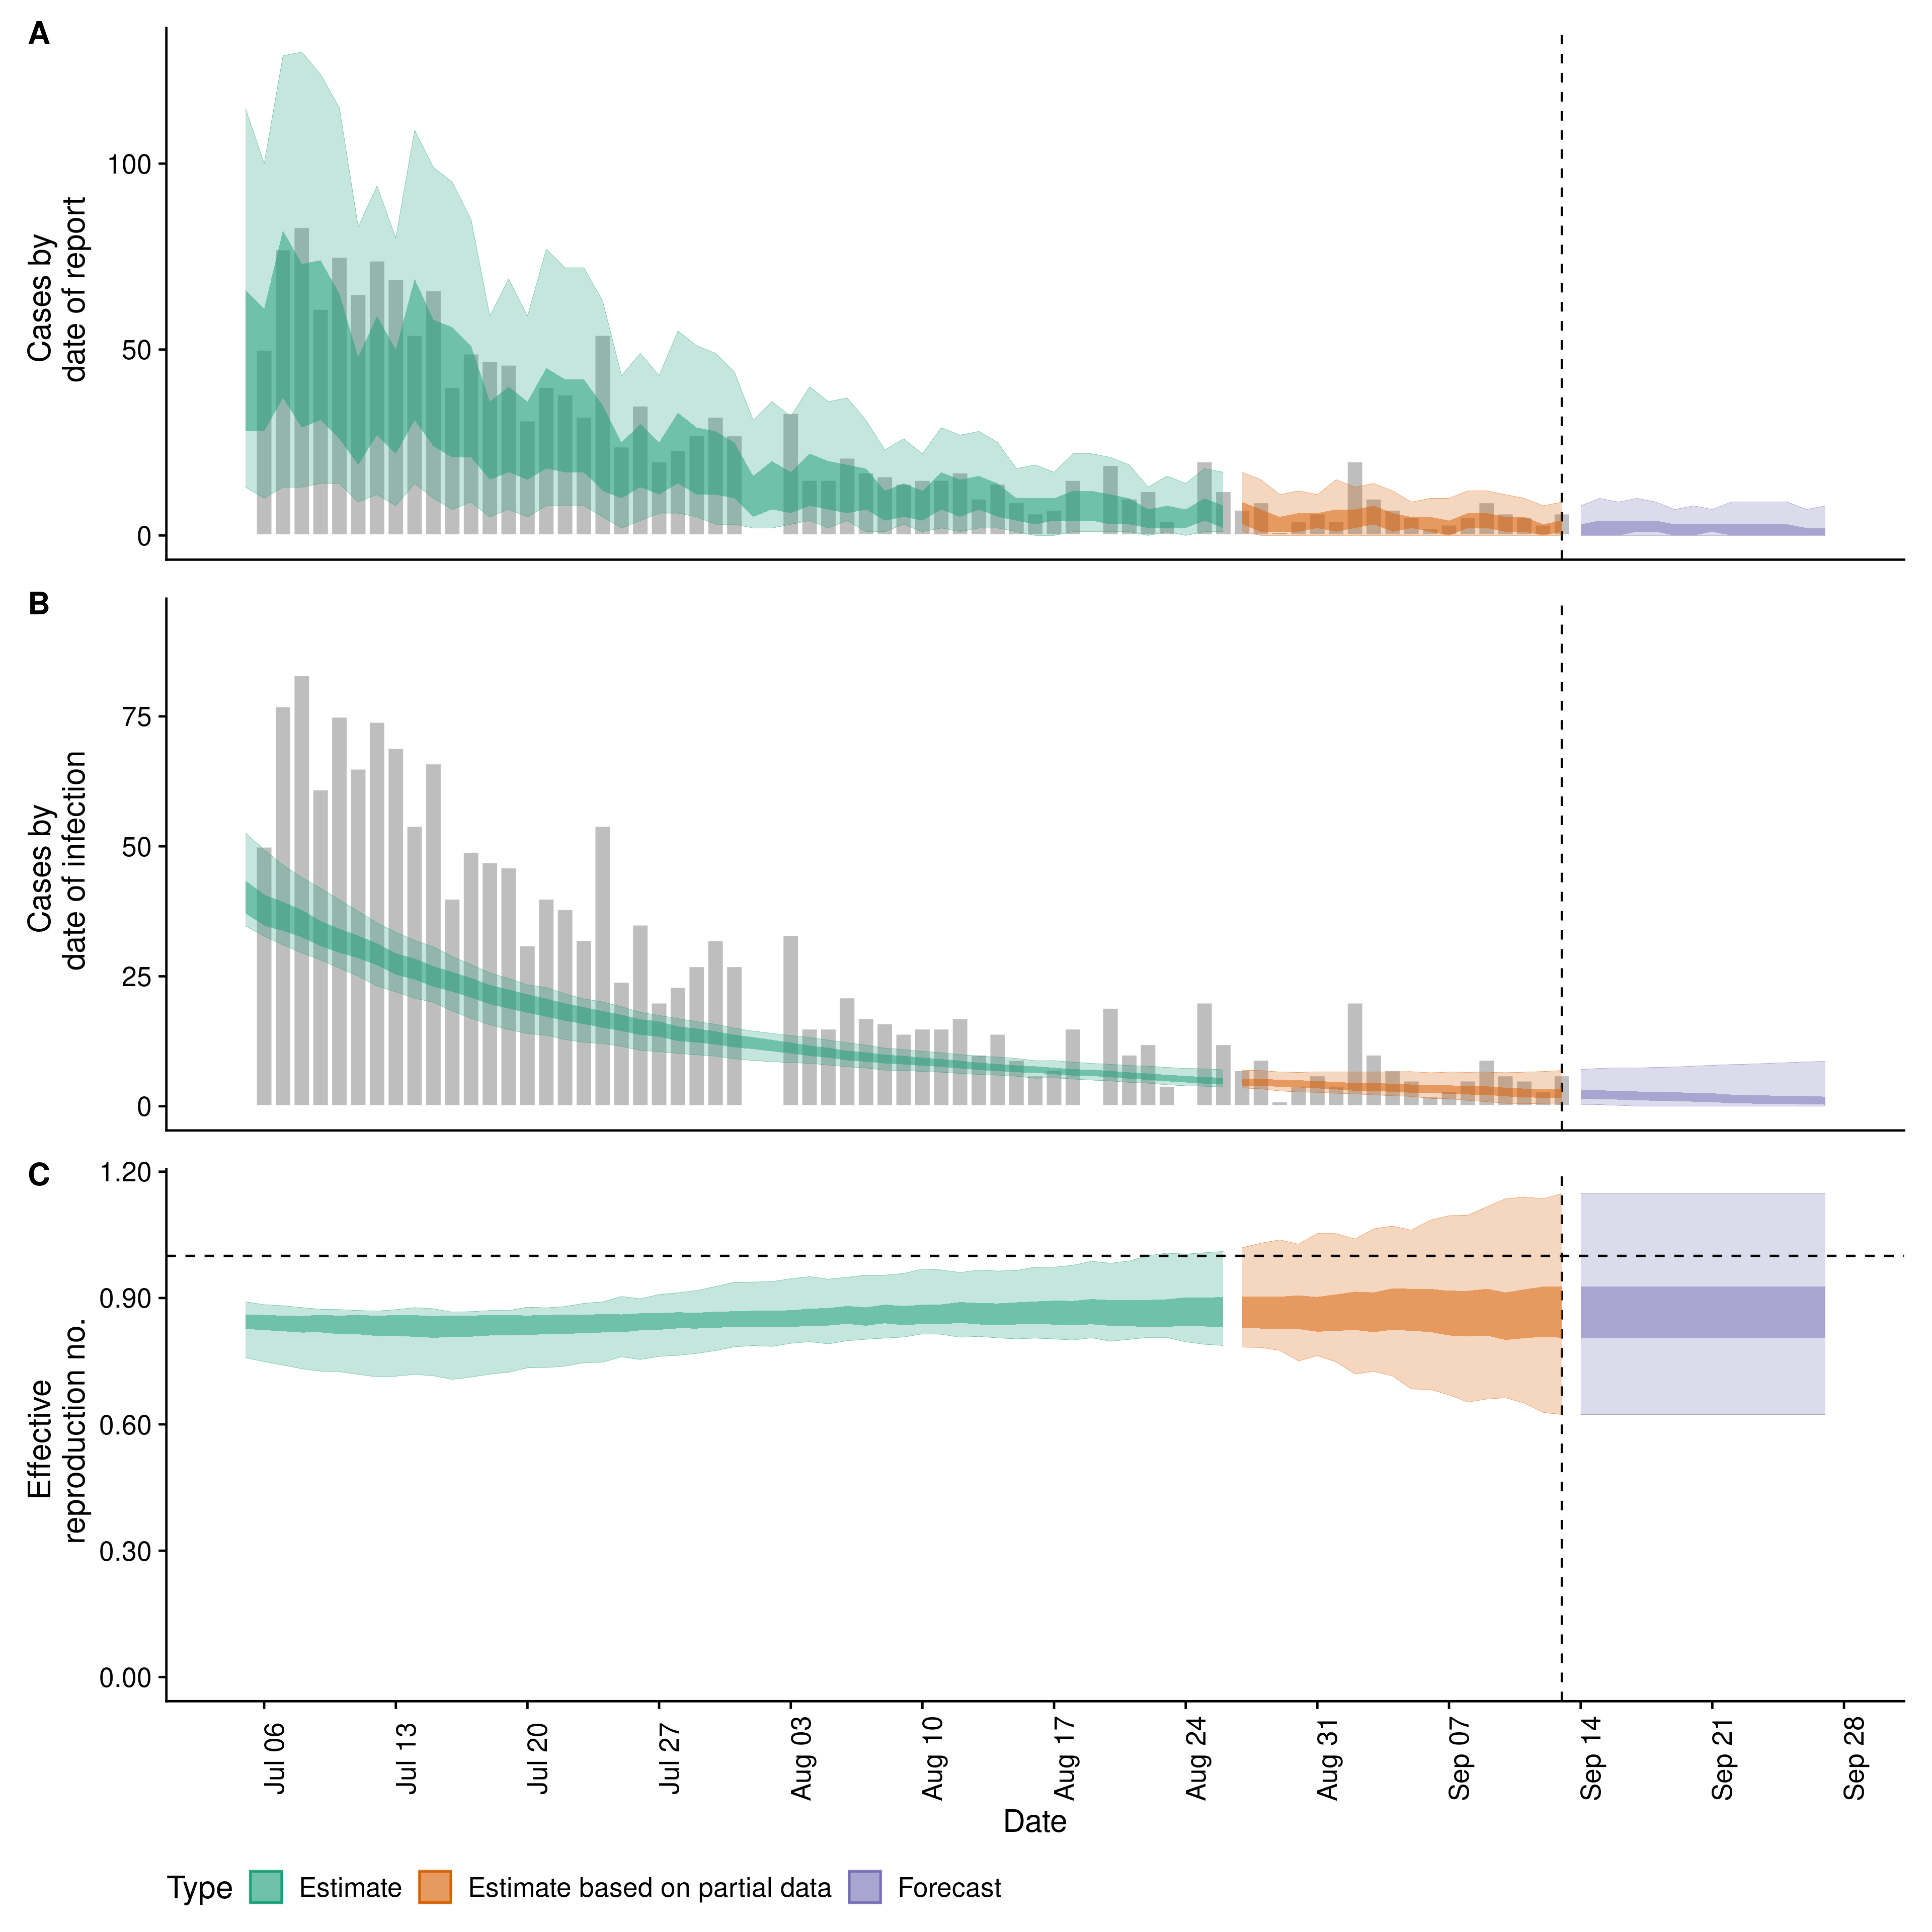 A
Cases by
date of report
100
50
0
B
Cases by
date of infection
75
50
25
0
C
Effective
reproduction no.
1.20
0.90
0.60
0.30
0.00
Jul 06
Jul 13
Jul 20
Jul 27
Aug 03
Aug 10
Aug 17
Aug 24
Aug 31
Sep 07
Sep 14
Sep 21
Sep 28
Date
Type Estimate Estimate based on partial data Forecast